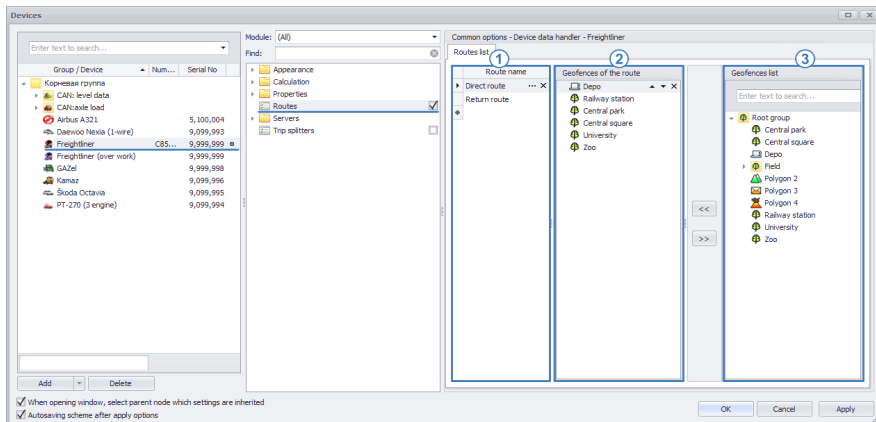 Devices
Enter text to search...
Group / Device
Num...
Serial No
Корневая группа
CAN: level data
CAN:axle load
Airbus A321 5,100,004
Daewoo Nexia (1-wire) 9,099,993
Freightliner C85... 9,999,999
Freightliner (over work) 9,999,999
GAZel 9,999,998
Kamaz 9,099,996
Škoda Octavia 9,099,995
PT-270 (3 engine) 9,099,994
Add
Delete
When opening window, select parent node which settings are inherited
Autosaving scheme after apply options
Module: (All)
Find:
Appearance
Calculation
Properties
Routes
Servers
Trip splitters
Common options - Device data handler - Freightliner
Routes list
1
Route name
Direct route ...
Return route
2
Geofences of the route
Depo
Railway station
Central park
Central square
University
Zoo
<<
>>
3
Geofences list
Enter text to search...
Root group
Central park
Central square
Depo
Field
Polygon 2
Polygon 3
Polygon 4
Railway station
University
Zoo
OK
Cancel
Apply